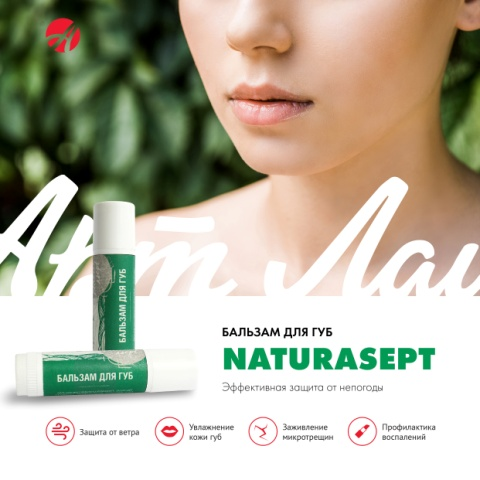 Арт Лай
БАЛЬЗАМ ДЛЯ ГУБ
БАЛЬЗАМ ДЛЯ ГУБ
БАЛЬЗАМ ДЛЯ ГУБ
NATURASEPT
Эффективная защита от непогоды
Защита от ветра
Увлажнение
кожи губ
Заживление
микротрещин
Профилактика
воспалений